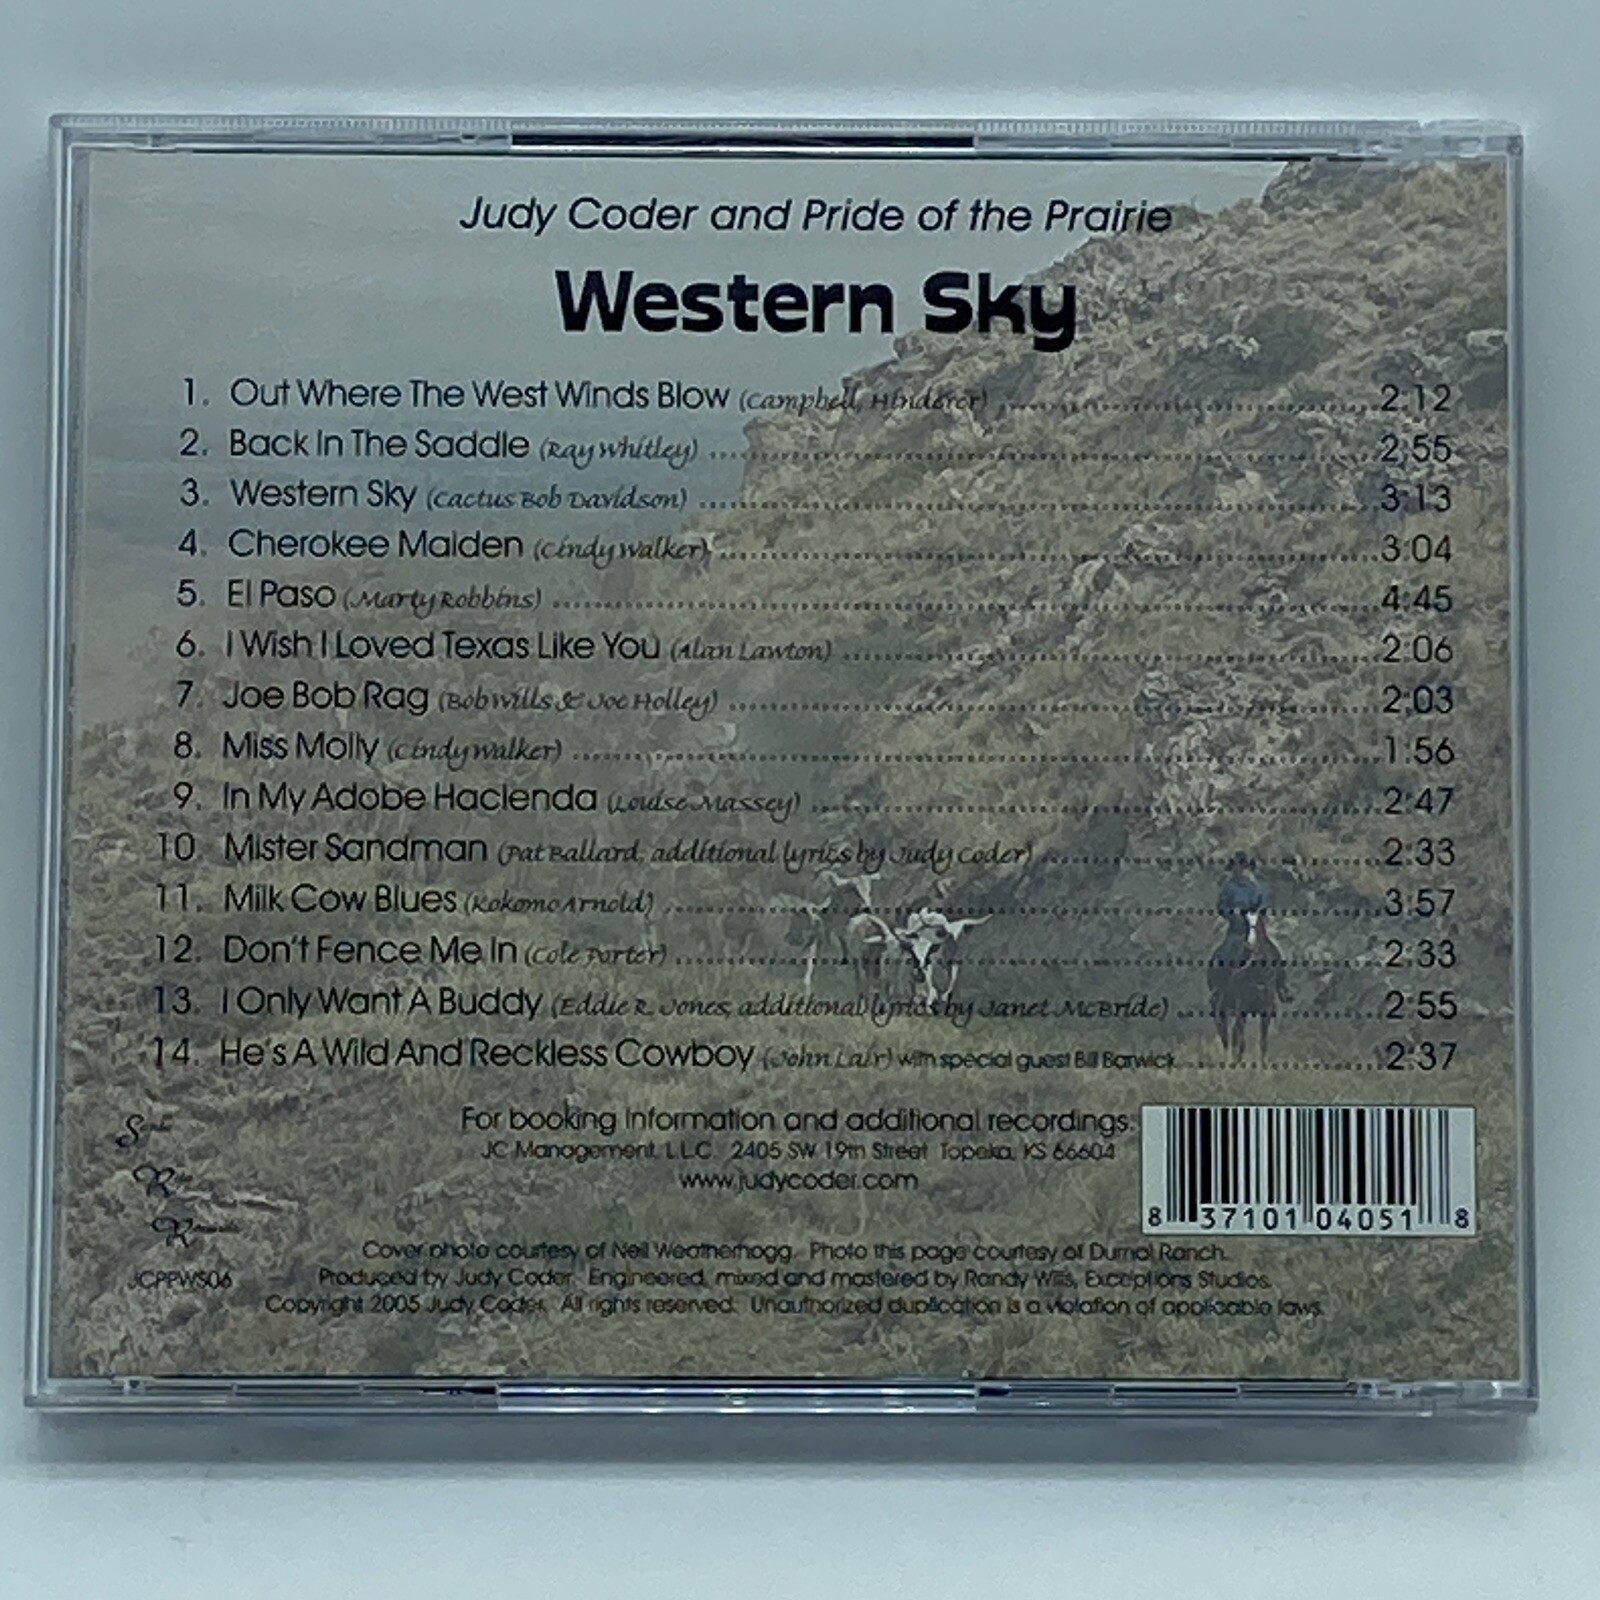 Judy Coder and Pride of the Prairie
Western Sky
1. Out Where The West Winds Blow (Campbell, Hinderer) 2:12
2. Back In The Saddle (Ray Whitley) 2:55
3. Western Sky (Cactus Bob Davidson) 3:13
4. Cherokee Maiden (Cindy Walker) 3:04
5. El Paso (Marty Robbins) 4:45
6. I Wish I Loved Texas Like You (Alan Lawton) 2:06
7. Joe Bob Rag (Bob Wills & Joe Holley) 2:03
8. Miss Molly (Cindy Walker) 1:56
9. In My Adobe Hacienda (Louise Massey) 2:47
10. Mister Sandman (Pat Ballard, additional lyrics by Judy Coder) 2:33
11. Milk Cow Blues (Kokomo Arnold) 3:57
12. Don't Fence Me In (Cole Porter) 2:33
13. I Only Want A Buddy (Eddie R. Jones, additional lyrics by Janet McBride) 2:55
14. He's A Wild And Reckless Cowboy (John Lair) with special guest Bill Barwick 2:37
For booking information and additional recordings:
JC Management, L.L.C. 2405 SW 19th Street Topeka, KS 66604
www.judycoder.com
8 37101 04051 8
Cover photo courtesy of Neil Weatherhogg. Photo this page courtesy of Durnal Ranch.
JCPPWS06
Produced by Judy Coder. Engineered, mixed and mastered by Randy Wills, Exceptions Studios.
Copyright 2005 Judy Coder. All rights reserved. Unauthorized duplication is a violation of applicable laws.